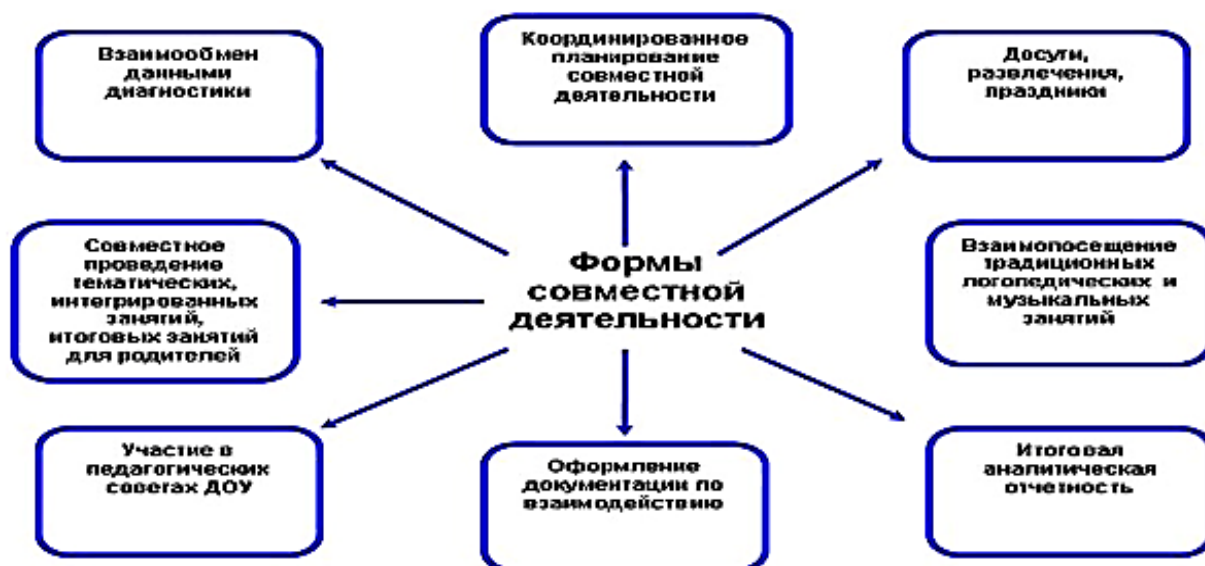 Взаимообмен
данными
диагностики
Координированное
планирование
совместной
деятельности
Досуги,
развлечения,
праздники
Совместное
проведение
тематических,
интегрированных
занятий,
итоговых занятий
для родителей
Формы
совместной
деятельности
Взаимопосещение
традиционных
логопедических и
музыкальных
занятий
Участие в
педагогических
советах ДОУ
Оформление
документации по
взаимодействию
Итоговая
аналитическая
отчетность